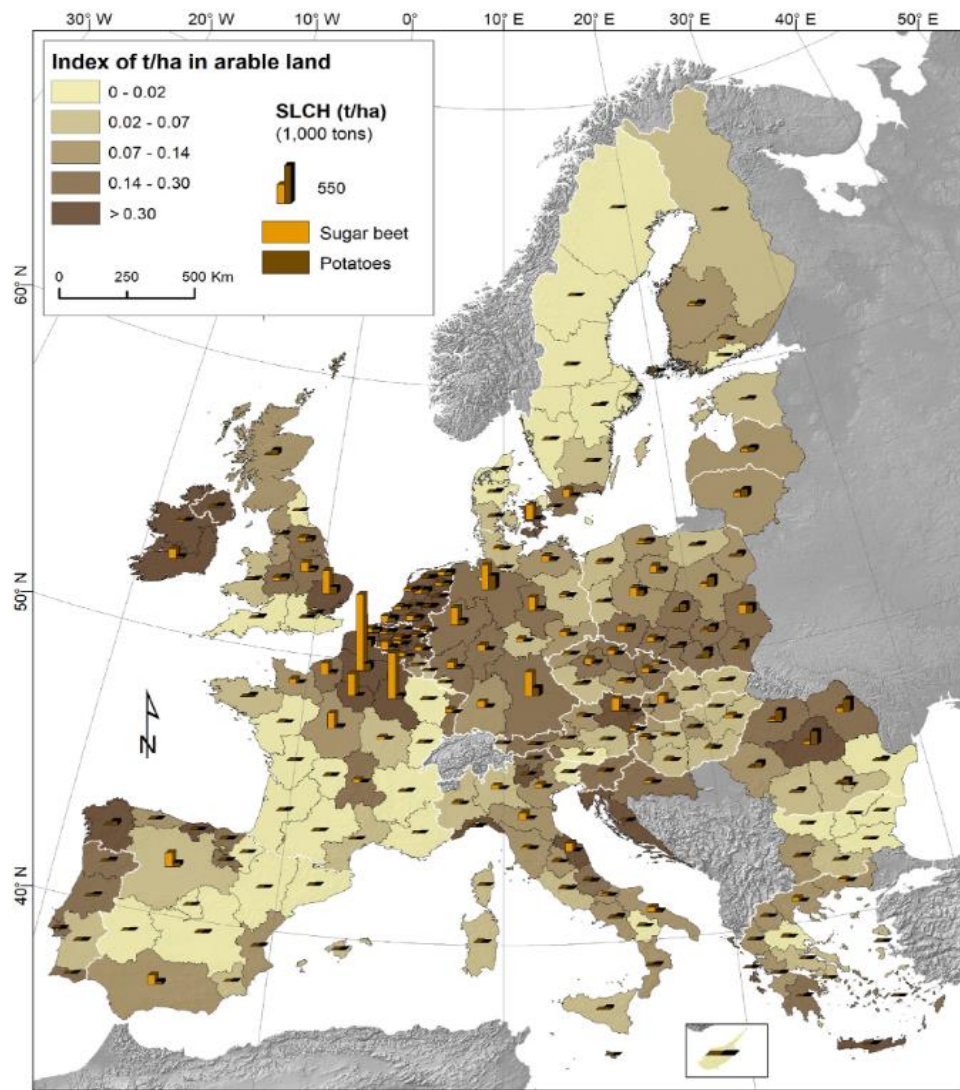 30° W 20° W 10° W 0° 10° E 20° E 30° E 40° E 50° E
Index of t/ha in arable land
0 - 0.02
0.02 - 0.07
0.07 - 0.14
0.14 - 0.30
> 0.30
0 250 500 Km
SLCH (t/ha)
(1,000 tons)
550
Sugar beet
Potatoes
60° N
50° N
40° N
N